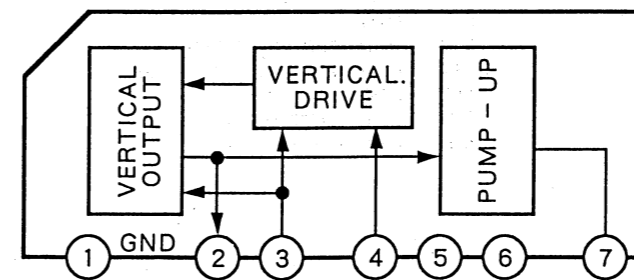 VERTICAL
OUTPUT
VERTICAL.
DRIVE
PUMP – UP
1 GND 2 3 4 5 6 7